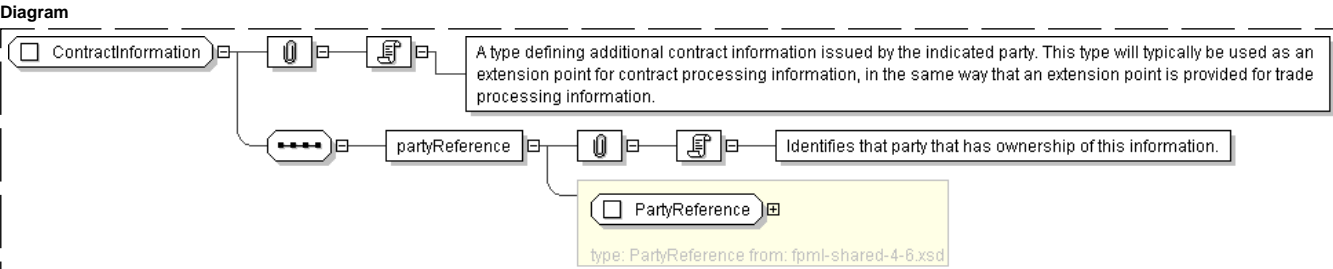 Diagram
ContractInformation
A type defining additional contract information issued by the indicated party. This type will typically be used as an
extension point for contract processing information, in the same way that an extension point is provided for trade
processing information.
partyReference
Identifies that party that has ownership of this information.
PartyReference
type: PartyReference from: fpml-shared-4-6.xsd